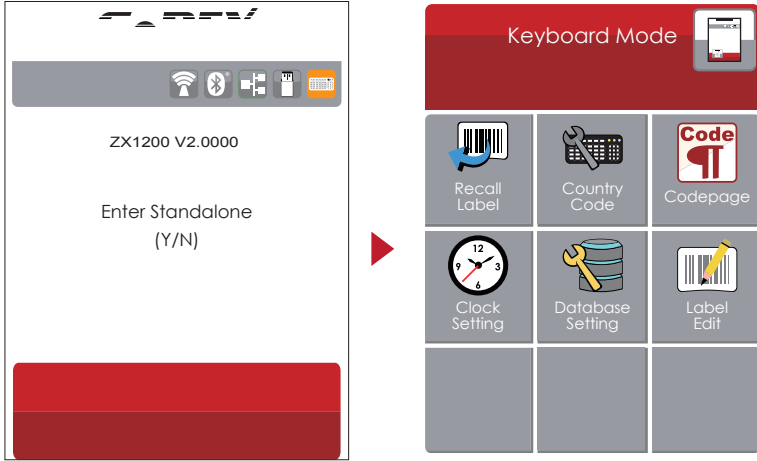 ZX1200 V2.0000
Enter Standalone
(Y/N)
Keyboard Mode
Recall
Label
Country
Code
Code
Codepage
12
9
3
6
Clock
Setting
Database
Setting
Label
Edit